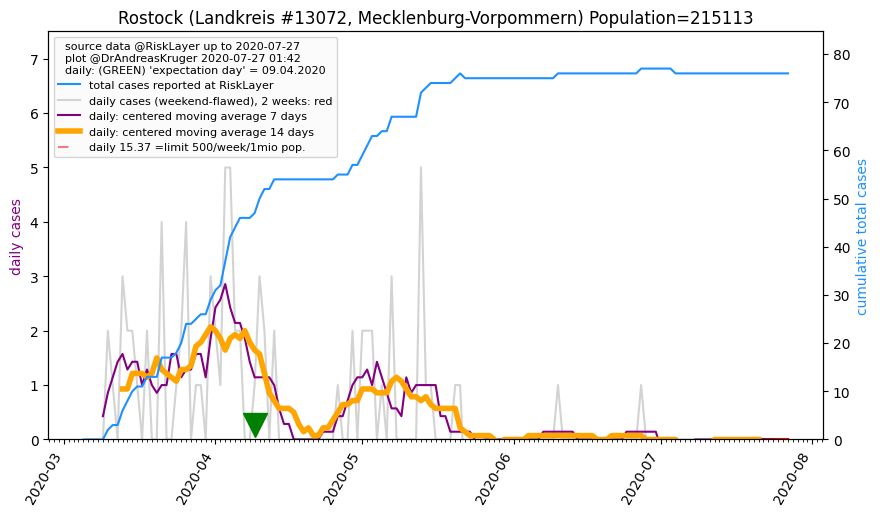 Rostock (Landkreis #13072, Mecklenburg-Vorpommern) Population=215113
source data @RiskLayer up to 2020-07-27
plot @DrAndreasKruger 2020-07-27 01:42
daily: (GREEN) 'expectation day' = 09.04.2020
total cases reported at RiskLayer
daily cases (weekend-flawed), 2 weeks: red
daily: centered moving average 7 days
daily: centered moving average 14 days
daily 15.37 =limit 500/week/1mio pop.
daily cases
7
6
5
4
3
2
1
0
cumulative total cases
80
70
60
50
40
30
20
10
0
2020-03
2020-04
2020-05
2020-06
2020-07
2020-08